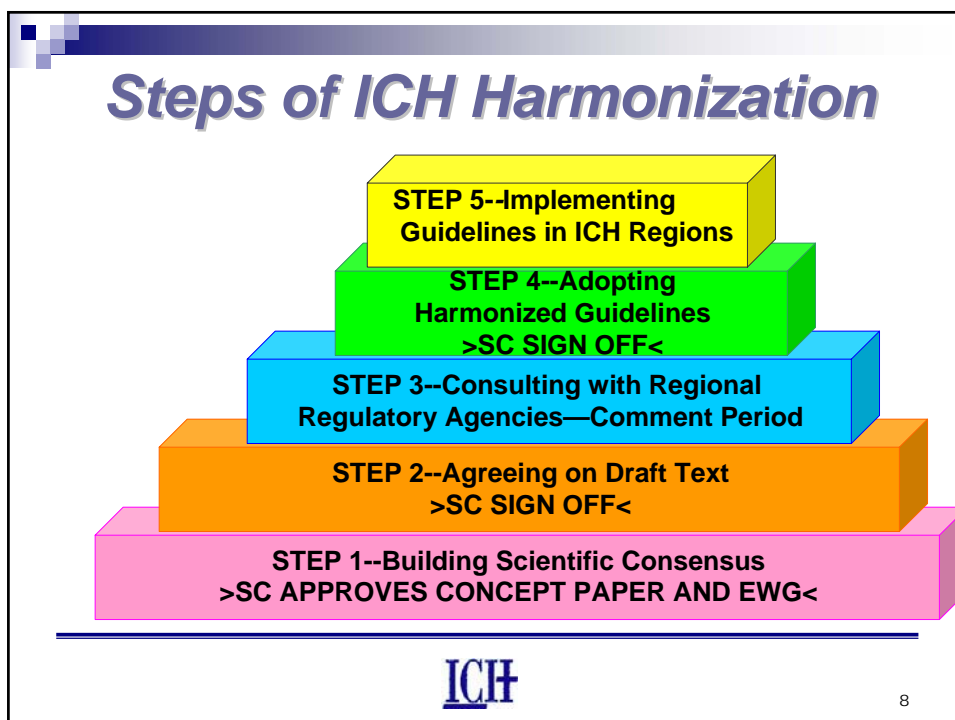 Steps of ICH Harmonization
STEP 5--Implementing
Guidelines in ICH Regions
STEP 4--Adopting
Harmonized Guidelines
>SC SIGN OFF<
STEP 3--Consulting with Regional
Regulatory Agencies—Comment Period
STEP 2--Agreeing on Draft Text
>SC SIGN OFF<
STEP 1--Building Scientific Consensus
>SC APPROVES CONCEPT PAPER AND EWG<
ICH
8